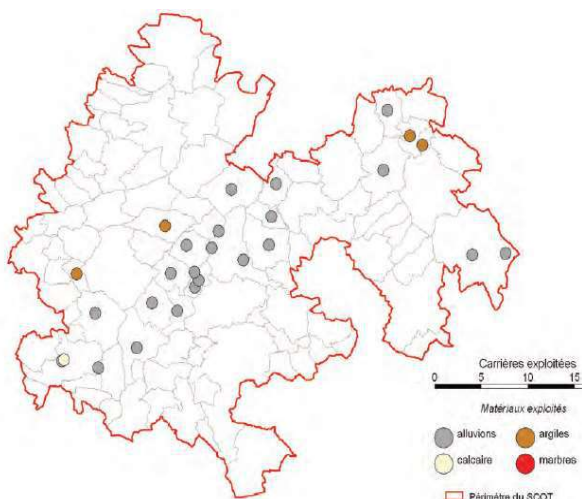 Carrières exploitées
0 5 10 15
Matériaux exploités
alluvions argiles
calcaire marbres
Périmètre du SCOT